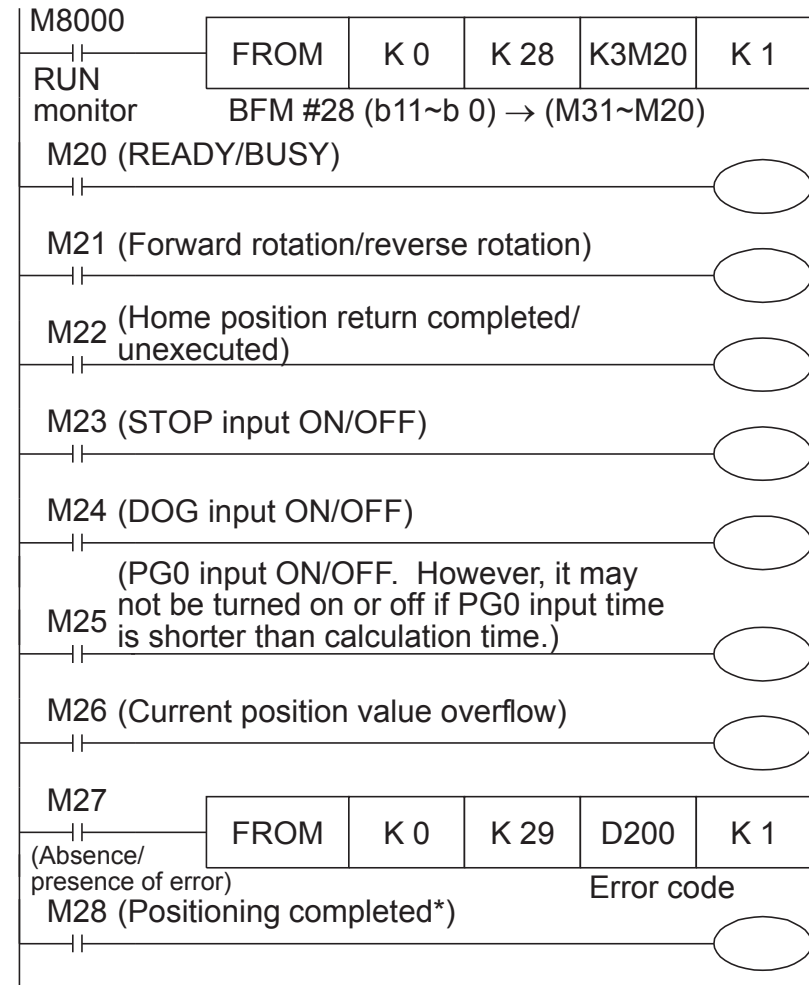 M8000
FROM K 0 K 28 K3M20 K 1
RUN
monitor
BFM #28 (b11~b 0) → (M31~M20)
M20 (READY/BUSY)
M21 (Forward rotation/reverse rotation)
M22 (Home position return completed/
unexecuted)
M23 (STOP input ON/OFF)
M24 (DOG input ON/OFF)
M25 (PG0 input ON/OFF. However, it may
not be turned on or off if PG0 input time
is shorter than calculation time.)
M26 (Current position value overflow)
M27
FROM K 0 K 29 D200 K 1
(Absence/
presence of error)
Error code
M28 (Positioning completed*)